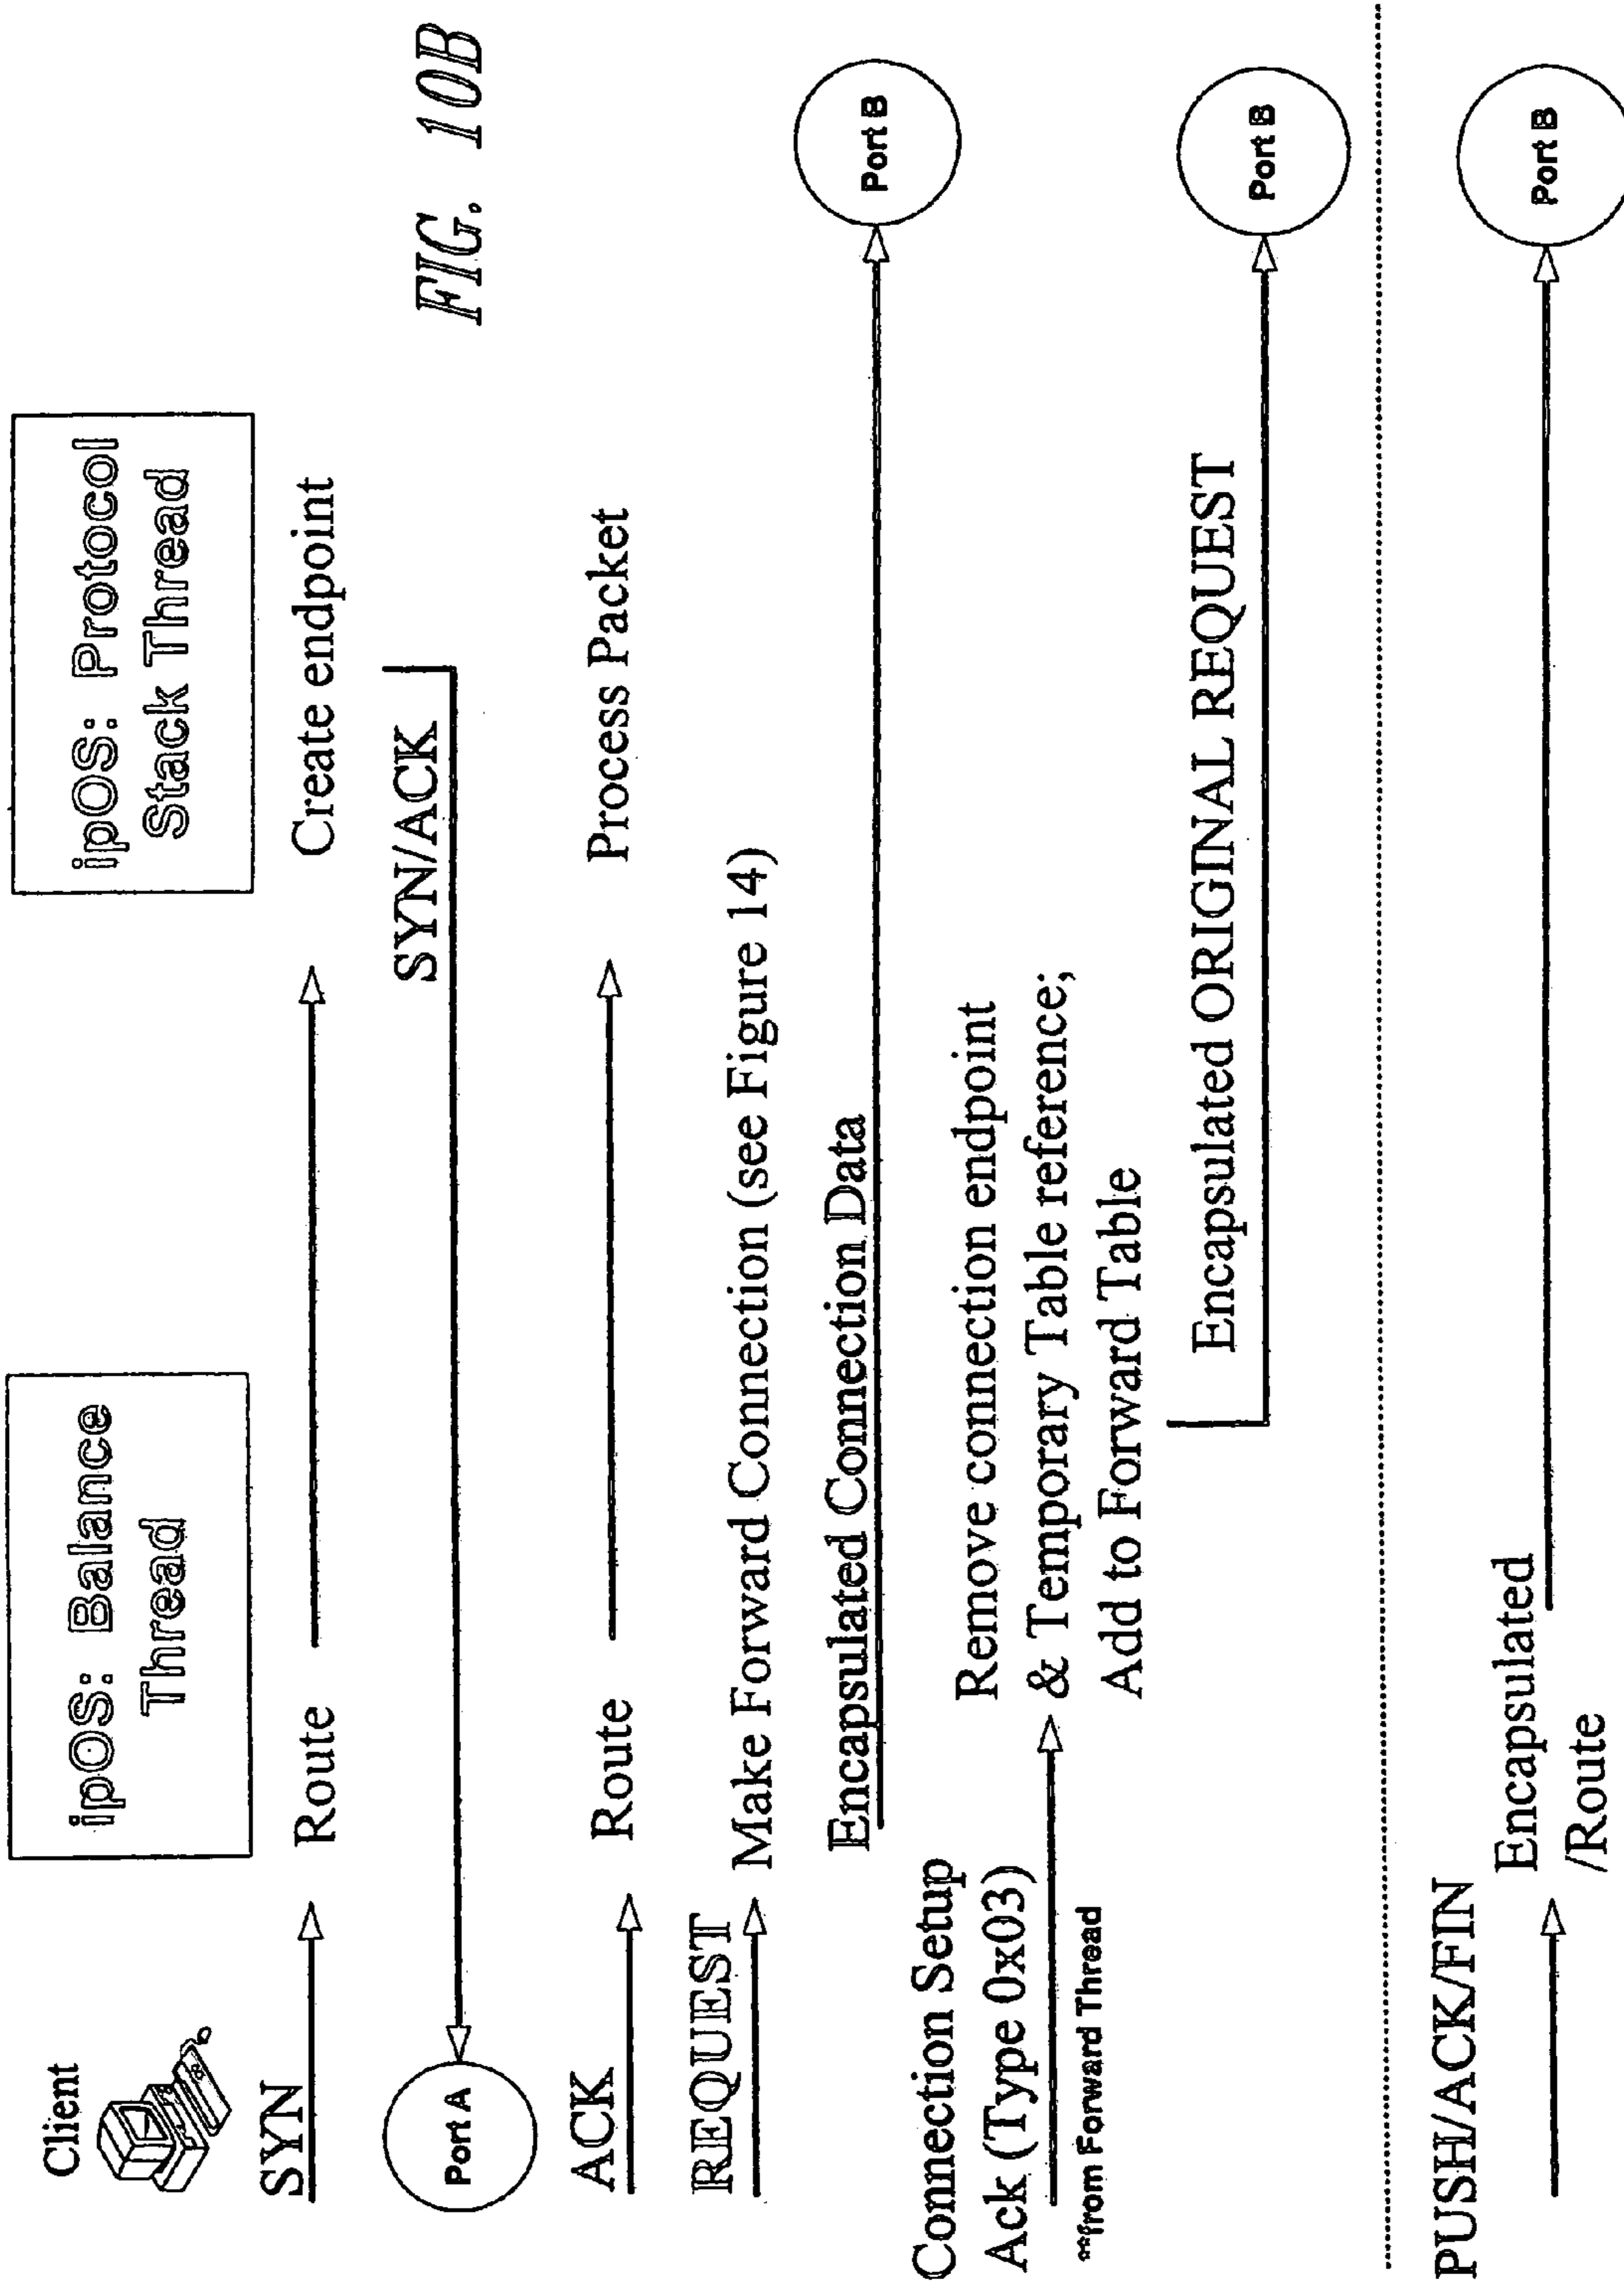 Client
ipOS: Balance
Thread
ipOS: Protocol
Stack Thread
SYN
Route
Create endpoint
SYN/ACK
Port A
FIG. 10B
ACK
Route
Process Packet
REQUEST
Make Forward Connection (see Figure 14)
Encapsulated Connection Data
Port B
Connection Setup
Ack (Type 0x03)
**from Forward Thread
Remove connection endpoint
& Temporary Table reference;
Add to Forward Table
Encapsulated ORIGINAL REQUEST
Port B
PUSH/ACK/FIN
Encapsulated
/Route
Port B